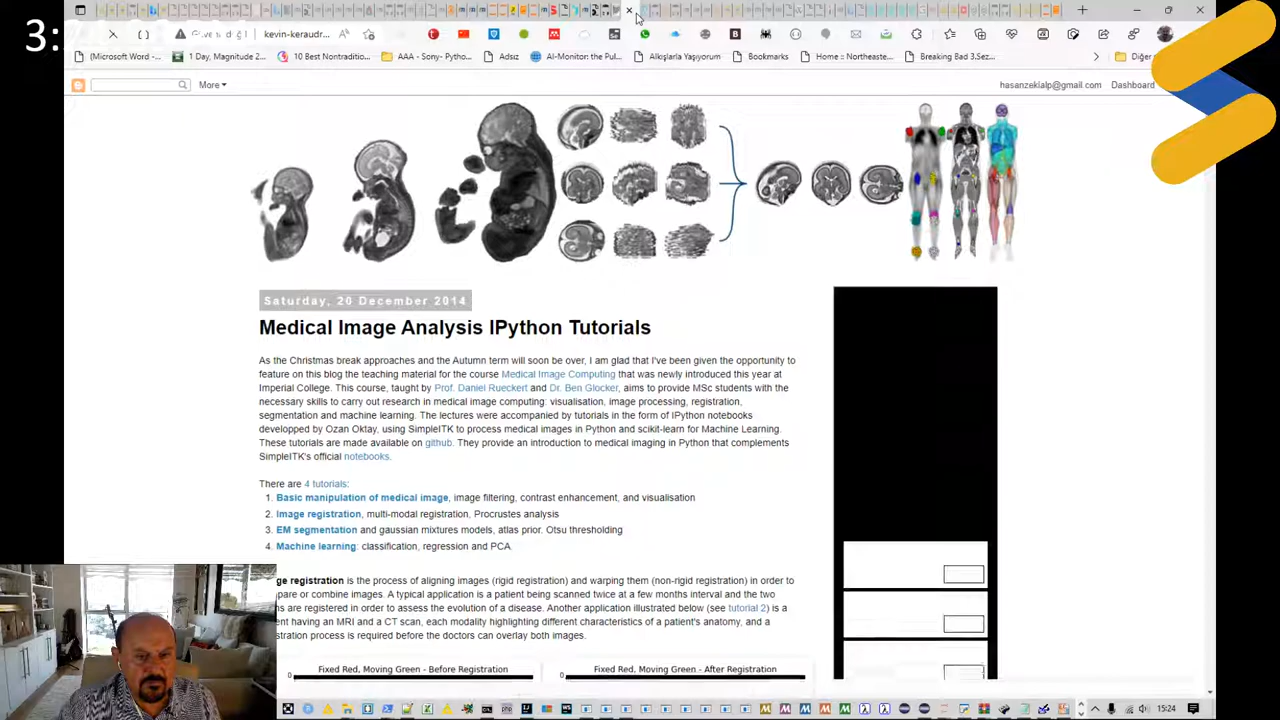 3:
kevin-keraudr...
(Microsoft Word -...
1 Day, Magnitude 2...
10 Best Nontraditio...
AAA - Sony- Pytho...
Adsız
Al-Monitor: the Pul...
Alkışlarla Yaşıyorum
Bookmarks
Home :: Northeaste...
Breaking Bad 3.Sez...
Diğer
More
hasanzekialp@gmail.com
Dashboard
Saturday, 20 December 2014
Medical Image Analysis IPython Tutorials
As the Christmas break approaches and the Autumn term will soon be over, I am glad that I've been given the opportunity to
feature on this blog the teaching material for the course Medical Image Computing that was newly introduced this year at
Imperial College. This course, taught by Prof. Daniel Rueckert and Dr. Ben Glocker, aims to provide MSc students with the
necessary skills to carry out research in medical image computing: visualisation, image processing, registration,
segmentation and machine learning. The lectures were accompanied by tutorials in the form of IPython notebooks
developped by Ozan Oktay, using SimpleITK to process medical images in Python and scikit-learn for Machine Learning.
These tutorials are made available on github. They provide an introduction to medical imaging in Python that complements
SimpleITK's official notebooks.
There are 4 tutorials:
1. Basic manipulation of medical image, image filtering, contrast enhancement, and visualisation
2. Image registration, multi-modal registration, Procrustes analysis
3. EM segmentation and gaussian mixtures models, atlas prior. Otsu thresholding
4. Machine learning: classification, regression and PCA.
ge registration is the process of aligning images (rigid registration) and warping them (non-rigid registration) in order to
pare or combine images. A typical application is a patient being scanned twice at a few months interval and the two
ns are registered in order to assess the evolution of a disease. Another application illustrated below (see tutorial 2) is a
ent having an MRI and a CT scan, each modality highlighting different characteristics of a patient's anatomy, and a
stration process is required before the doctors can overlay both images.
Fixed Red, Moving Green - Before Registration
Fixed Red, Moving Green - After Registration
0
0
15:24